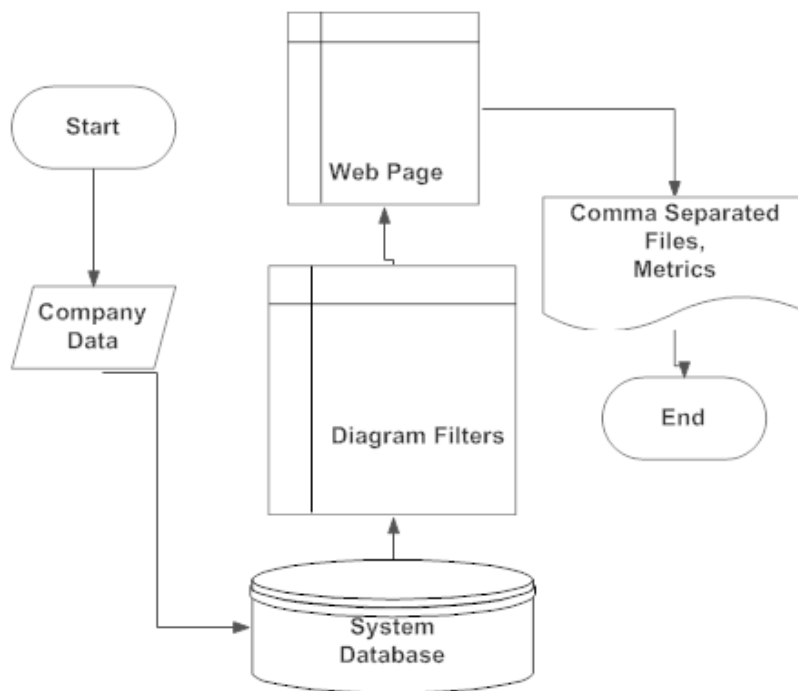 Start
Company
Data
System
Database
Diagram Filters
Web Page
Comma Separated
Files,
Metrics
End